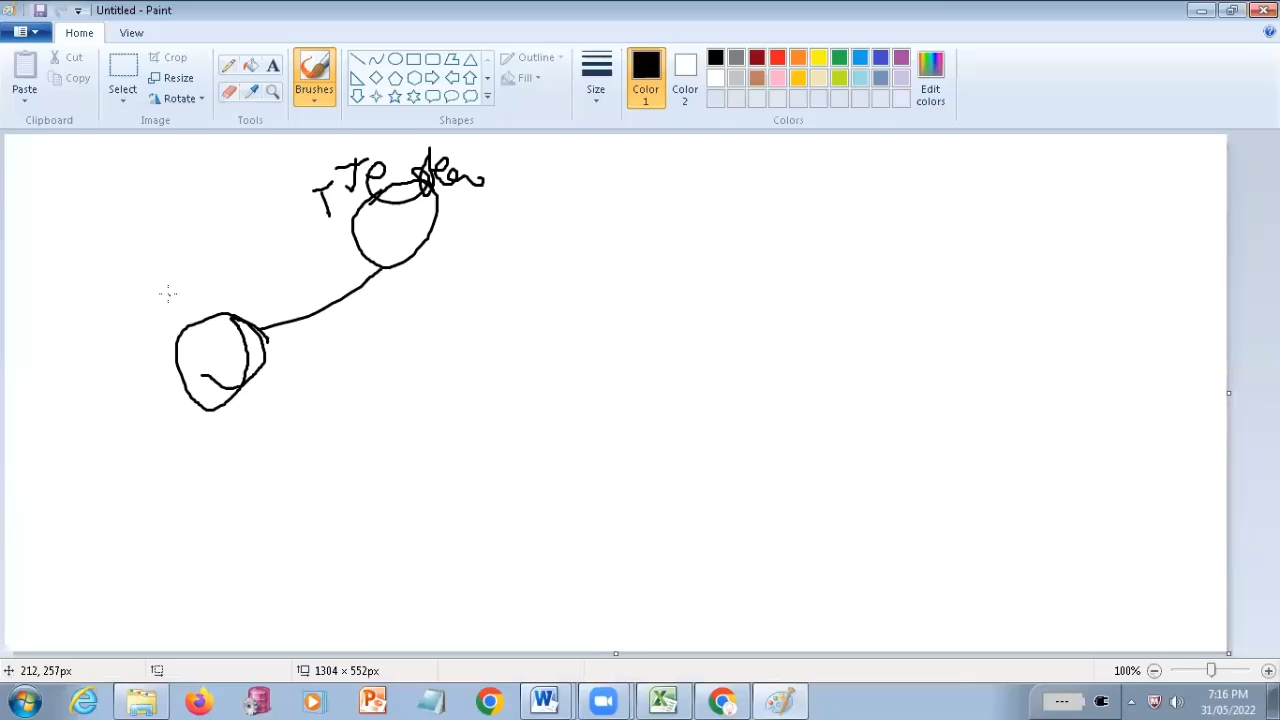 Untitled - Paint
Home View
Paste
Cut
Copy
Clipboard
Select
Crop
Resize
Rotate
Image
A
Tools
Brushes
Outline
Fill
Shapes
Size
Color 1
Color 2
Edit colors
Colors
T
212, 257px
1304 × 552px
100%
7:16 PM
31/05/2022